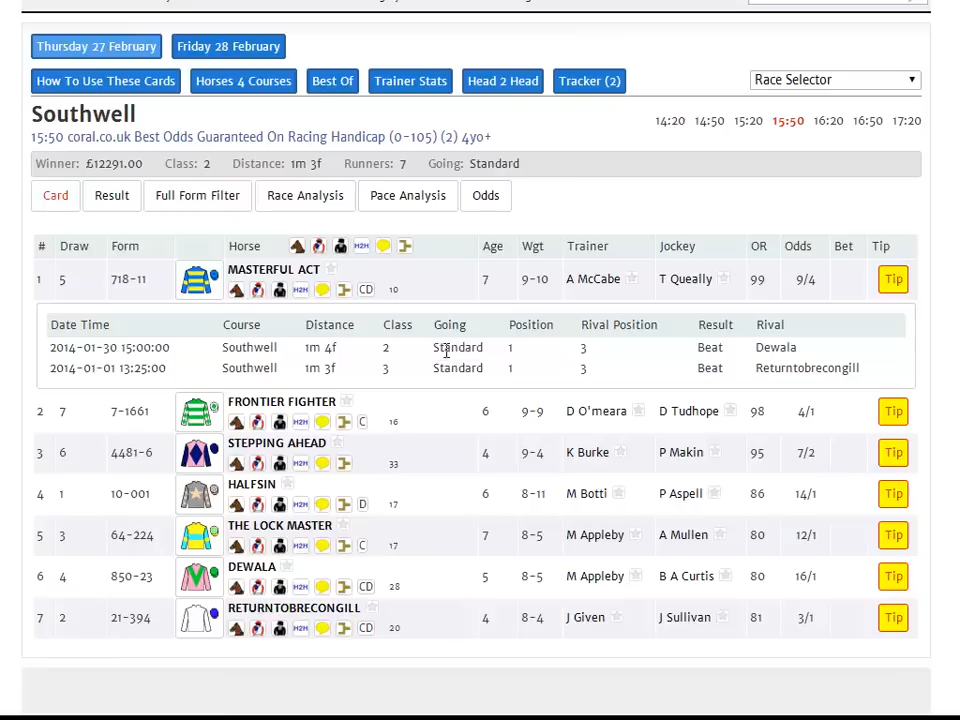 Thursday 27 February Friday 28 February
How To Use These Cards Horses 4 Courses Best Of Trainer Stats Head 2 Head Tracker (2) Race Selector
Southwell
14:20 14:50 15:20 15:50 16:20 16:50 17:20
15:50 coral.co.uk Best Odds Guaranteed On Racing Handicap (0-105) (2) 4yo+
Winner: £12291.00 Class: 2 Distance: 1m 3f Runners: 7 Going: Standard
Card Result Full Form Filter Race Analysis Pace Analysis Odds
# Draw Form Horse H2H Age Wgt Trainer Jockey OR Odds Bet Tip
1 5 718-11 MASTERFUL ACT 7 9-10 A McCabe T Queally 99 9/4 Tip
H2H CD 10
Date Time Course Distance Class Going Position Rival Position Result Rival
2014-01-30 15:00:00 Southwell 1m 4f 2 Standard 1 3 Beat Dewala
2014-01-01 13:25:00 Southwell 1m 3f 3 Standard 1 3 Beat Returntobrecongill
2 7 7-1661 FRONTIER FIGHTER 6 9-9 D O'meara D Tudhope 98 4/1 Tip
H2H C 16
3 6 4481-6 STEPPING AHEAD 4 9-4 K Burke P Makin 95 7/2 Tip
H2H 33
4 1 10-001 HALFSIN 6 8-11 M Botti P Aspell 86 14/1 Tip
H2H D 17
5 3 64-224 THE LOCK MASTER 7 8-5 M Appleby A Mullen 80 12/1 Tip
H2H C 17
6 4 850-23 DEWALA 5 8-5 M Appleby B A Curtis 80 16/1 Tip
H2H CD 28
7 2 21-394 RETURNTOBRECONGILL 4 8-4 J Given J Sullivan 81 3/1 Tip
H2H CD 20